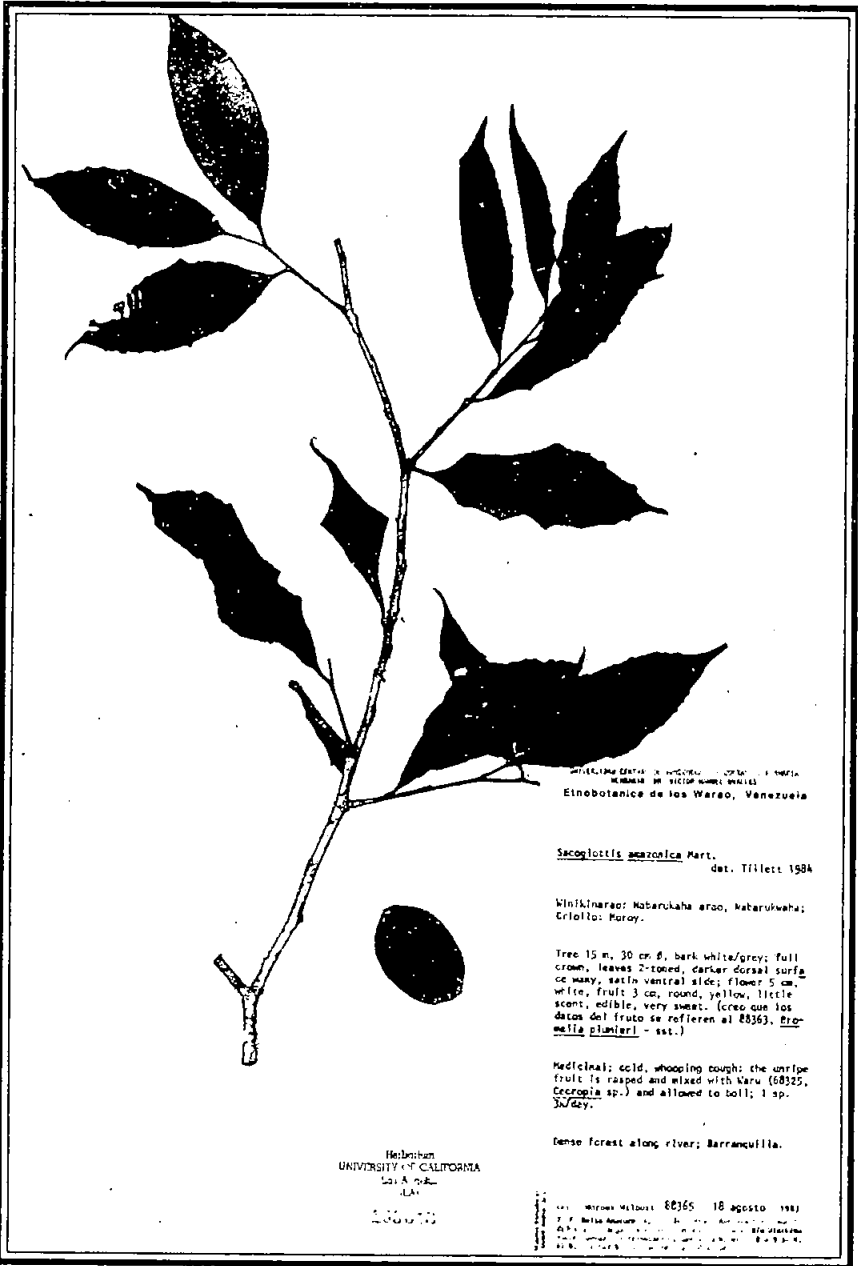 Etnobotanica de los Warao, Venezuela
Sacoglottis amazonica Mart.
det. Tillett 1984
Winikinarao: Nabarukaha arao, Nabarukwaha;
Criollo: Moroy.
Tree 15 m, 30 cm Ø, bark white/grey; full
crown, leaves 2-toned, darker dorsal surfa
ce waxy, satin ventral side; flower 5 cm,
white, fruit 3 cm, round, yellow, little
scent, edible, very sweet. (creo que los
datos del fruto se refieren al 88363, Bro-
melia plumieri - sst.)
Medicinal; cold, whooping cough: the unripe
fruit is rasped and mixed with Waru (68325,
Cecropia sp.) and allowed to boil; 1 sp.
3x/day.
Dense forest along river; Barranquilla.
Herbarium
UNIVERSITY OF CALIFORNIA
Werner Wilbert 88365 18 agosto 1983